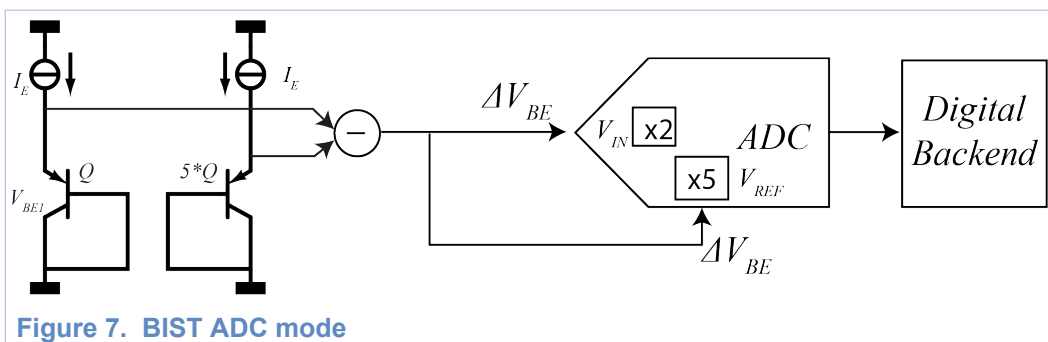 I_E
I_E
ΔV_BE
V_IN
x2
ADC
Digital
Backend
Q
5*Q
V_BE1
x5
V_REF
ΔV_BE
Figure 7. BIST ADC mode